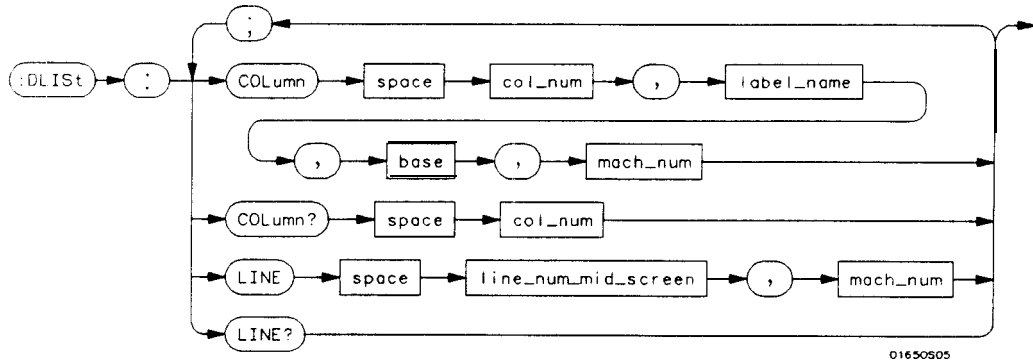 ;
:DLISt : COLumn space col_num , label_name
, base , mach_num
COLumn? space col_num
LINE space line_num_mid_screen , mach_num
LINE?
01650S05